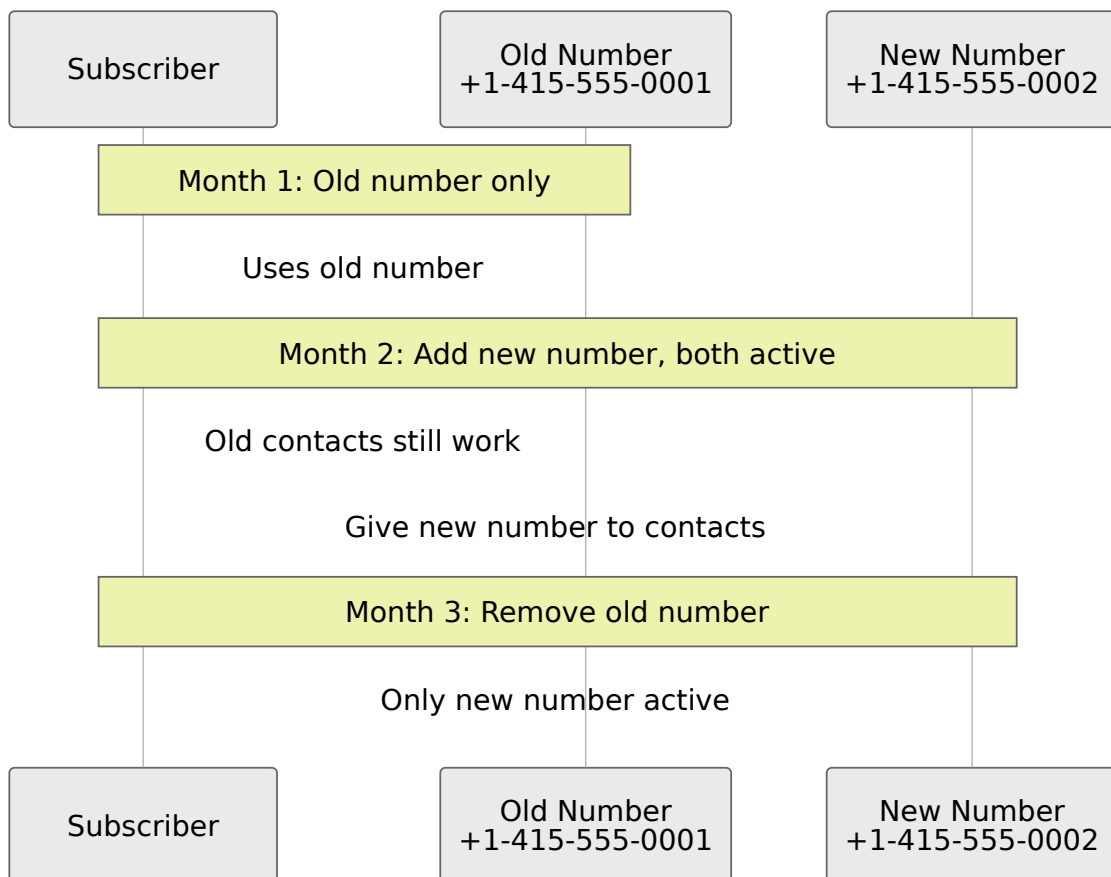 Subscriber
Old Number
+1-415-555-0001
New Number
+1-415-555-0002
Month 1: Old number only
Uses old number
Month 2: Add new number, both active
Old contacts still work
Give new number to contacts
Month 3: Remove old number
Only new number active
Subscriber
Old Number
+1-415-555-0001
New Number
+1-415-555-0002